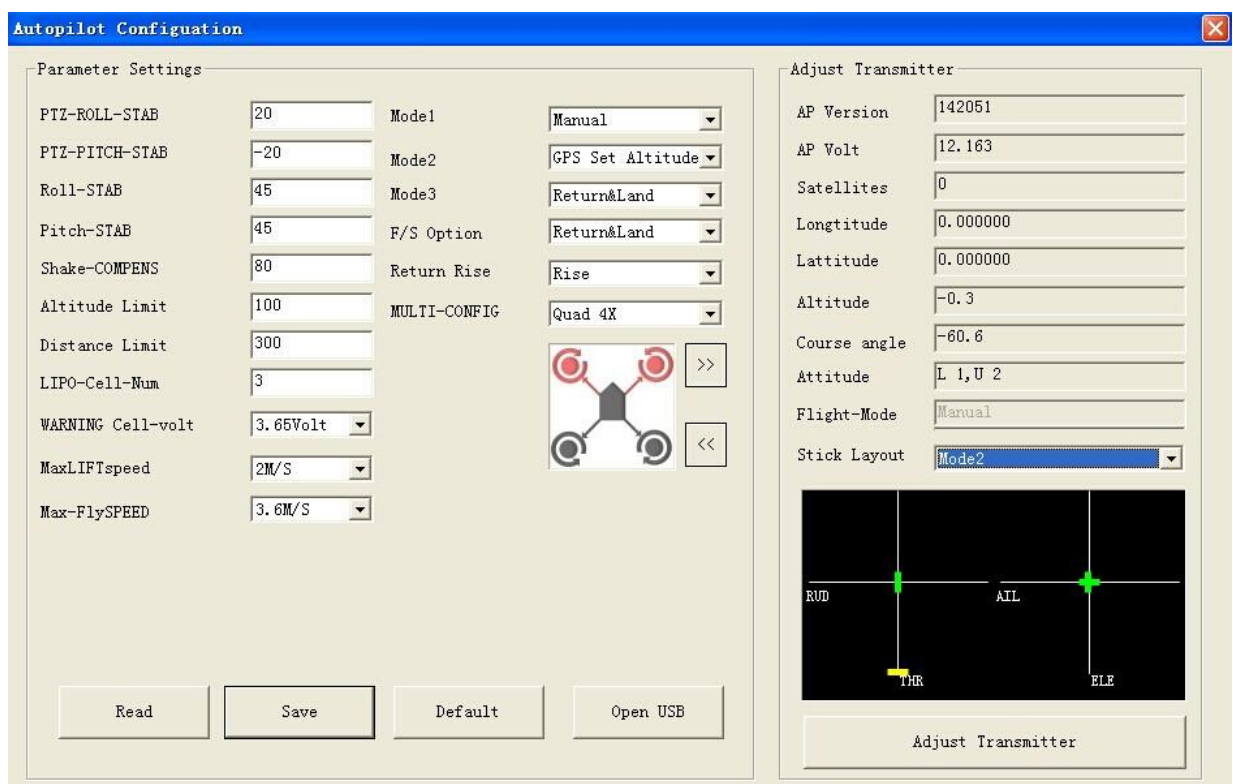 Autopilot Configuation
Parameter Settings
PTZ-ROLL-STAB 20
PTZ-PITCH-STAB -20
Roll-STAB 45
Pitch-STAB 45
Shake-COMPENS 80
Altitude Limit 100
Distance Limit 300
LIPO-Cell-Num 3
WARNING Cell-volt 3.65Volt
MaxLIFTspeed 2M/S
Max-FlySPEED 3.6M/S
Mode1 Manual
Mode2 GPS Set Altitude
Mode3 Return&Land
F/S Option Return&Land
Return Rise Rise
MULTI-CONFIG Quad 4X
>>
<<
Read Save Default Open USB
Adjust Transmitter
AP Version 142051
AP Volt 12.163
Satellites 0
Longtitude 0.000000
Lattitude 0.000000
Altitude -0.3
Course angle -60.6
Attitude L 1,U 2
Flight-Mode Manual
Stick Layout Mode2
RUD AIL
THR ELE
Adjust Transmitter